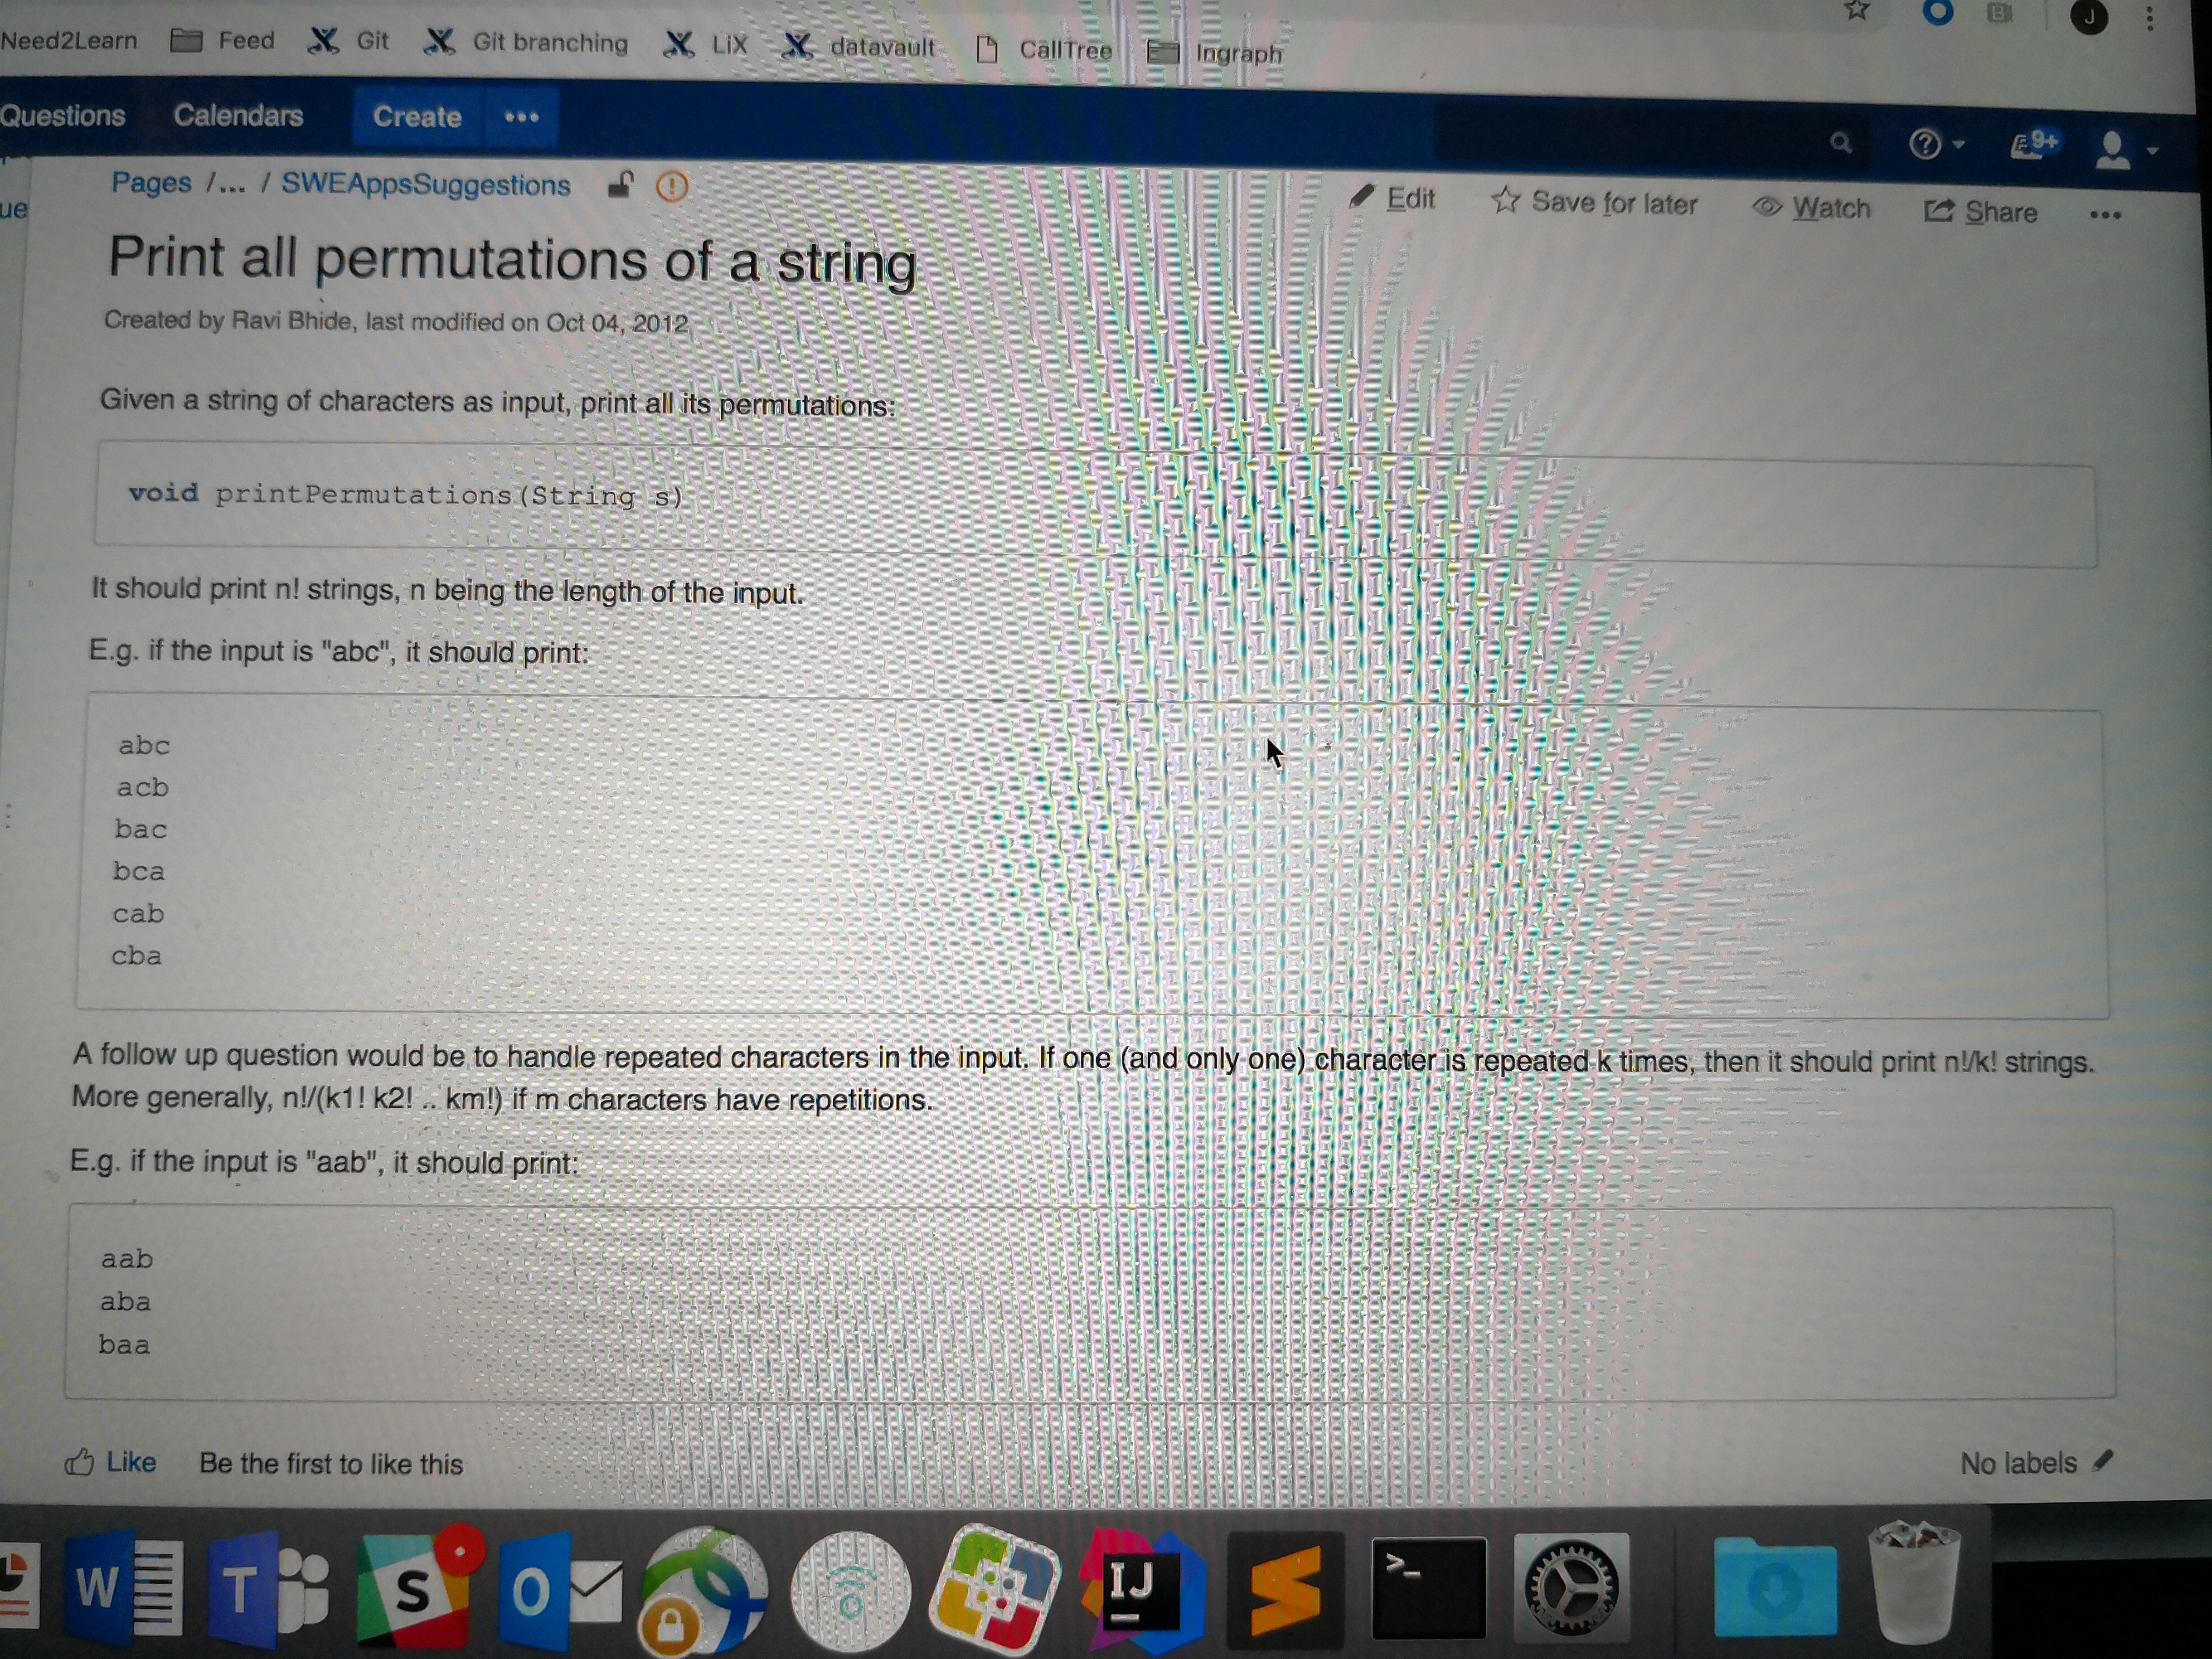 Need2Learn Feed Git Git branching LiX datavault CallTree Ingraph
J
Questions Calendars Create ••• 9+
ue
Pages /... / SWEAppsSuggestions
Edit Save for later Watch Share •••
Print all permutations of a string
Created by Ravi Bhide, last modified on Oct 04, 2012
Given a string of characters as input, print all its permutations:
void printPermutations(String s)
It should print n! strings, n being the length of the input.
E.g. if the input is "abc", it should print:
abc
acb
bac
bca
cab
cba
A follow up question would be to handle repeated characters in the input. If one (and only one) character is repeated k times, then it should print n!/k! strings.
More generally, n!/(k1! k2! .. km!) if m characters have repetitions.
E.g. if the input is "aab", it should print:
aab
aba
baa
Like Be the first to like this No labels
W T S O IJ >_